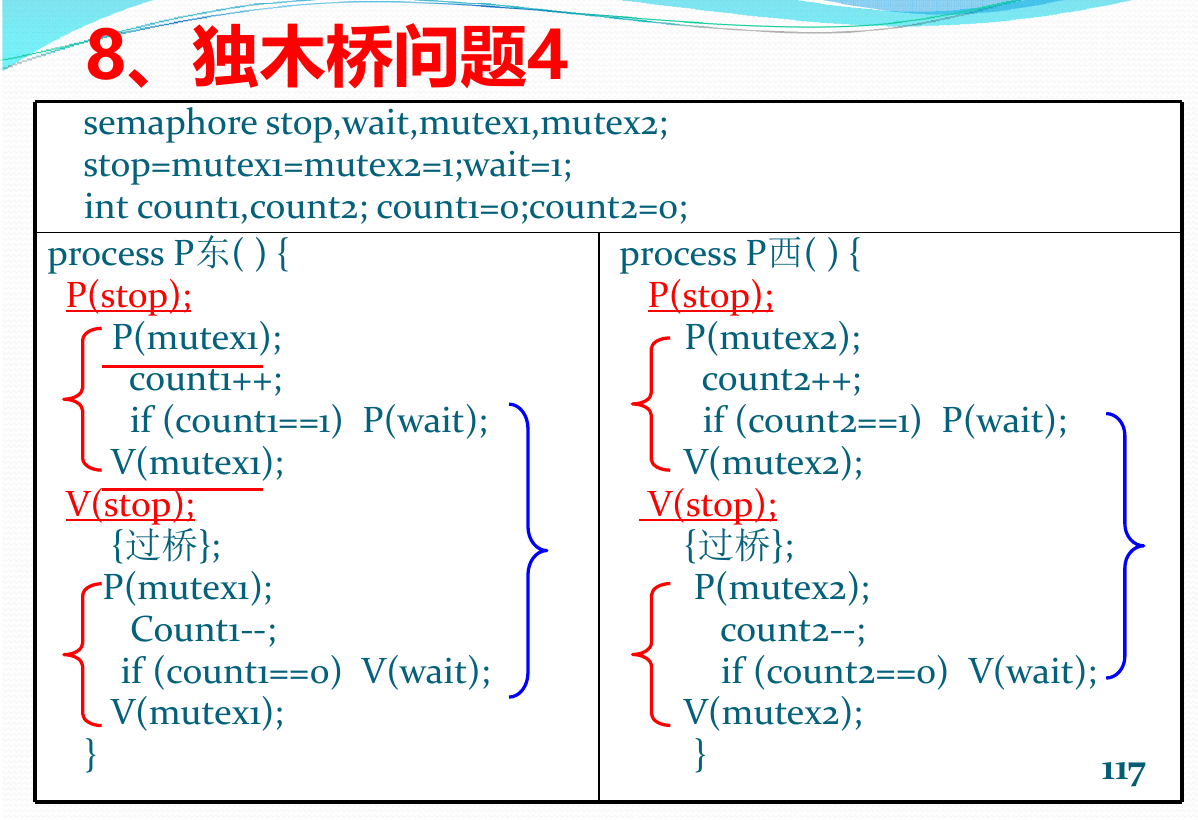 8、独木桥问题4
semaphore stop,wait,mutex1,mutex2;
stop=mutex1=mutex2=1;wait=1;
int count1,count2; count1=0;count2=0;
process P东( ) {
P(stop);
P(mutex1);
count1++;
if (count1==1)  P(wait);
V(mutex1);
V(stop);
{过桥};
P(mutex1);
Count1--;
if (count1==0)  V(wait);
V(mutex1);
}
process P西( ) {
P(stop);
P(mutex2);
count2++;
if (count2==1)  P(wait);
V(mutex2);
V(stop);
{过桥};
P(mutex2);
count2--;
if (count2==0)  V(wait);
V(mutex2);
}
117